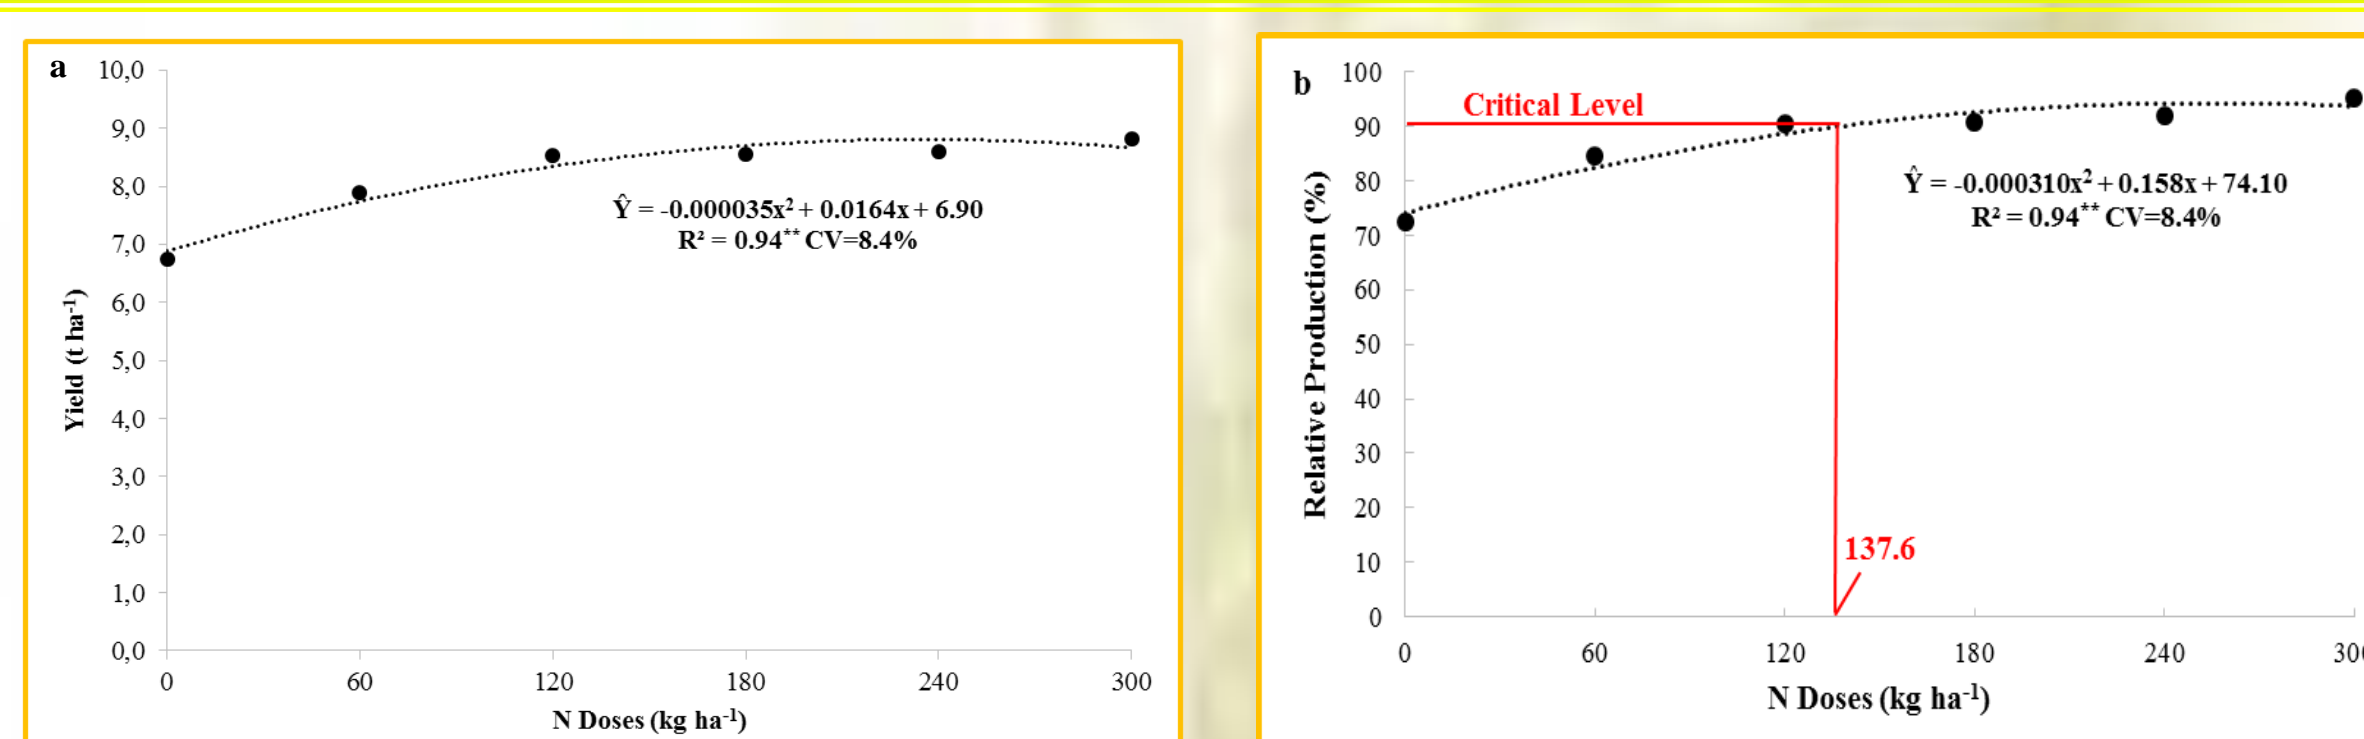 a
10,0
9,0
8,0
7,0
6,0
5,0
4,0
3,0
2,0
1,0
0,0
Yield (t ha⁻¹)
Ŷ = -0.000035x² + 0.0164x + 6.90
R² = 0.94** CV=8.4%
0 60 120 180 240 300
N Doses (kg ha⁻¹)
b
100
90
80
70
60
50
40
30
20
10
0
Relative Production (%)
Critical Level
Ŷ = -0.000310x² + 0.158x + 74.10
R² = 0.94** CV=8.4%
137.6
0 60 120 180 240
N Doses (kg ha⁻¹)